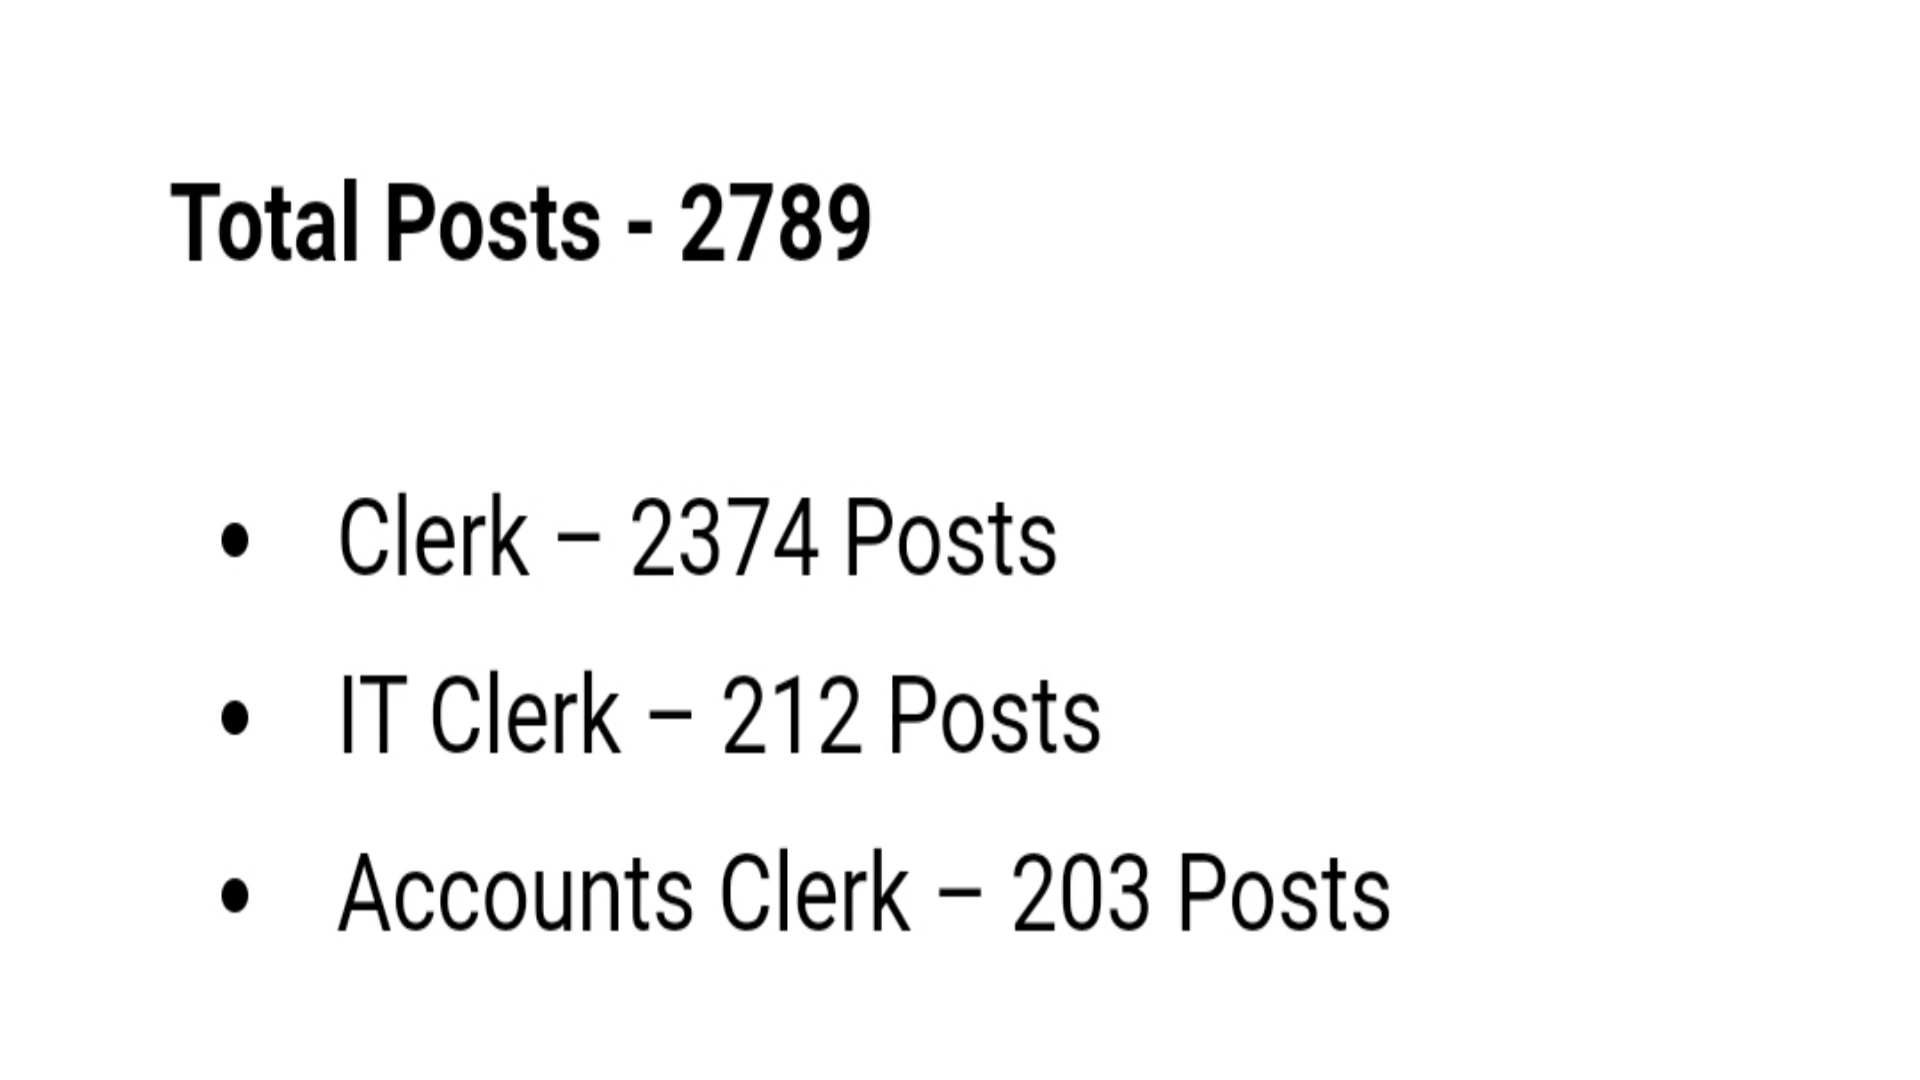 Total Posts - 2789
• Clerk – 2374 Posts
• IT Clerk – 212 Posts
• Accounts Clerk – 203 Posts